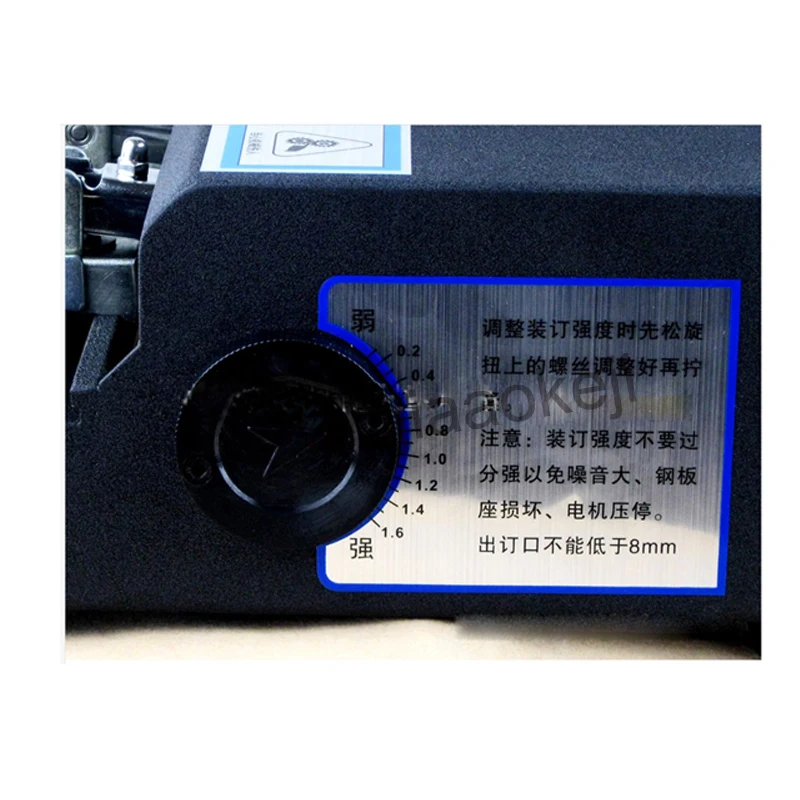 弱
0.2
0.4
0.8
1.0
1.2
1.4
1.6
强
调整装订强度时先松旋
扭上的螺丝调整好再拧
注意：装订强度不要过
分强以免噪音大、钢板
座损坏、电机压停。
出订口不能低于8mm
aaokeji